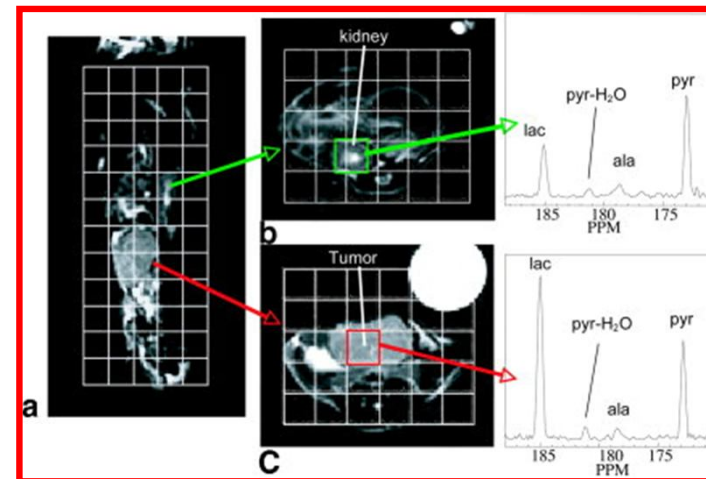 a
kidney
b
pyr-H₂O
pyr
lac
ala
185
180
175
PPM
Tumor
C
lac
pyr-H₂O
pyr
ala
185
180
175
PPM